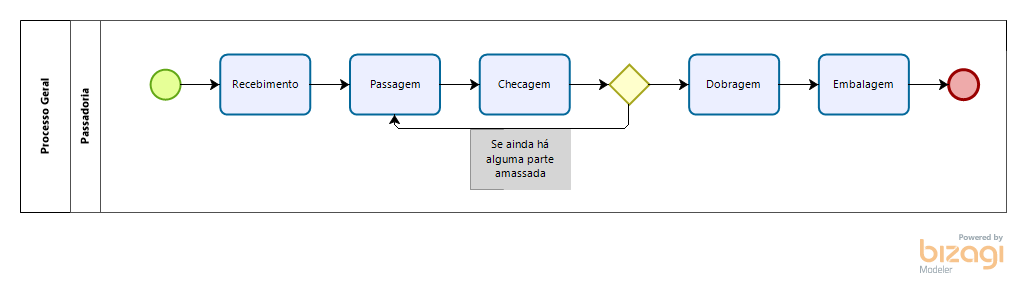 Processo Geral
Passadoria
Recebimento
Passagem
Checagem
Dobragem
Embalagem
Se ainda há
alguma parte
amassada
Powered by
bizagi
Modeler